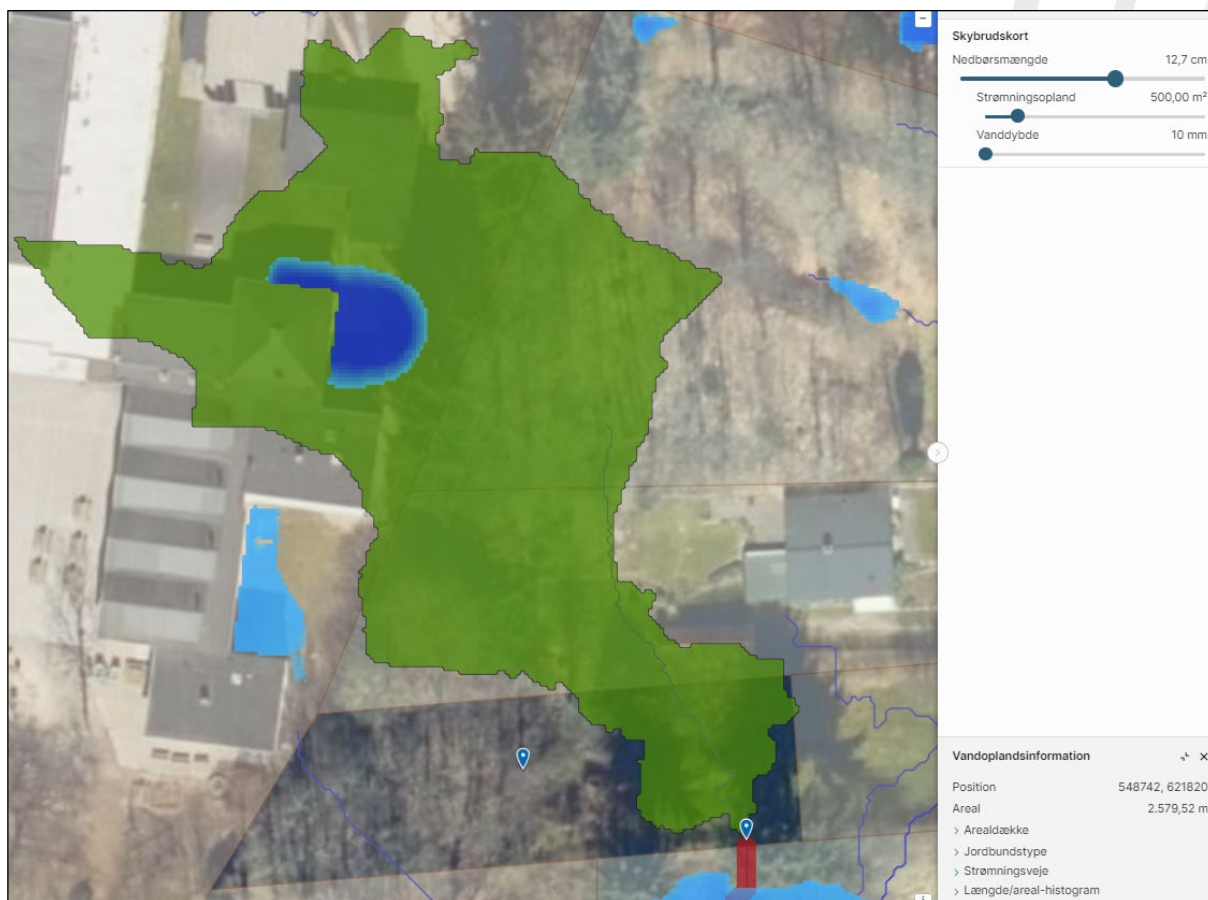 Skybrudskort
Nedbørsmængde 12,7 cm
Strømningsopland 500,00 m²
Vanddybde 10 mm
Vandoplandsinformation
Position 548742, 621820
Areal 2.579,52 m
Arealdække
Jordbundstype
Strømningsveje
Længde/areal-histogram